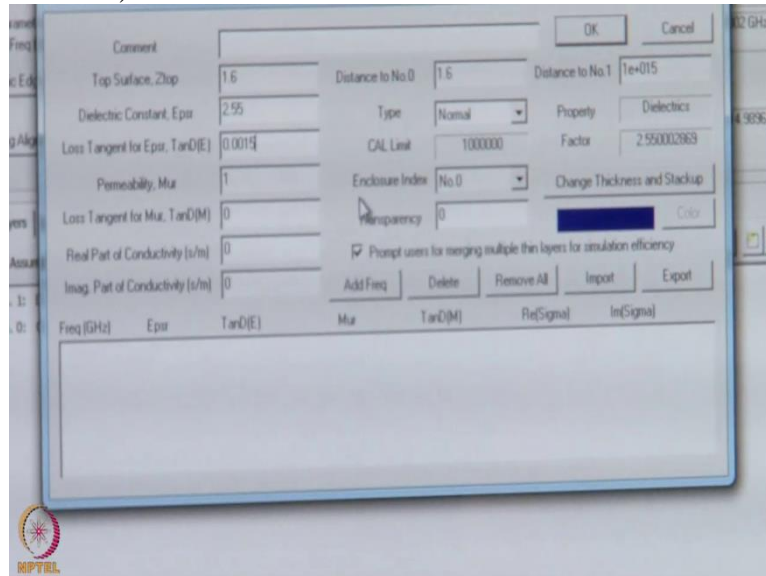 OK Cancel
Comment
Top Surface, Ztop 1.6 Distance to No.0 1.6 Distance to No.1 1e+015
Dielectric Constant, Epsr 2.55 Type Normal Property Dielectrics
Loss Tangent for Epsr, TanD(E) 0.0015 CAL Limit 1000000 Factor 2.550002869
Permeability, Mur 1 Enclosure Index No.0 Change Thickness and Stackup
Loss Tangent for Mur, TanD(M) 0 Transparency 0 Color
Real Part of Conductivity (s/m) 0 Prompt users for merging multiple thin layers for simulation efficiency
Imag. Part of Conductivity (s/m) 0 Add Freq Delete Remove All Import Export
Freq (GHz) Epsr TanD(E) Mur TanD(M) Re(Sigma) Im(Sigma)
NPTEL